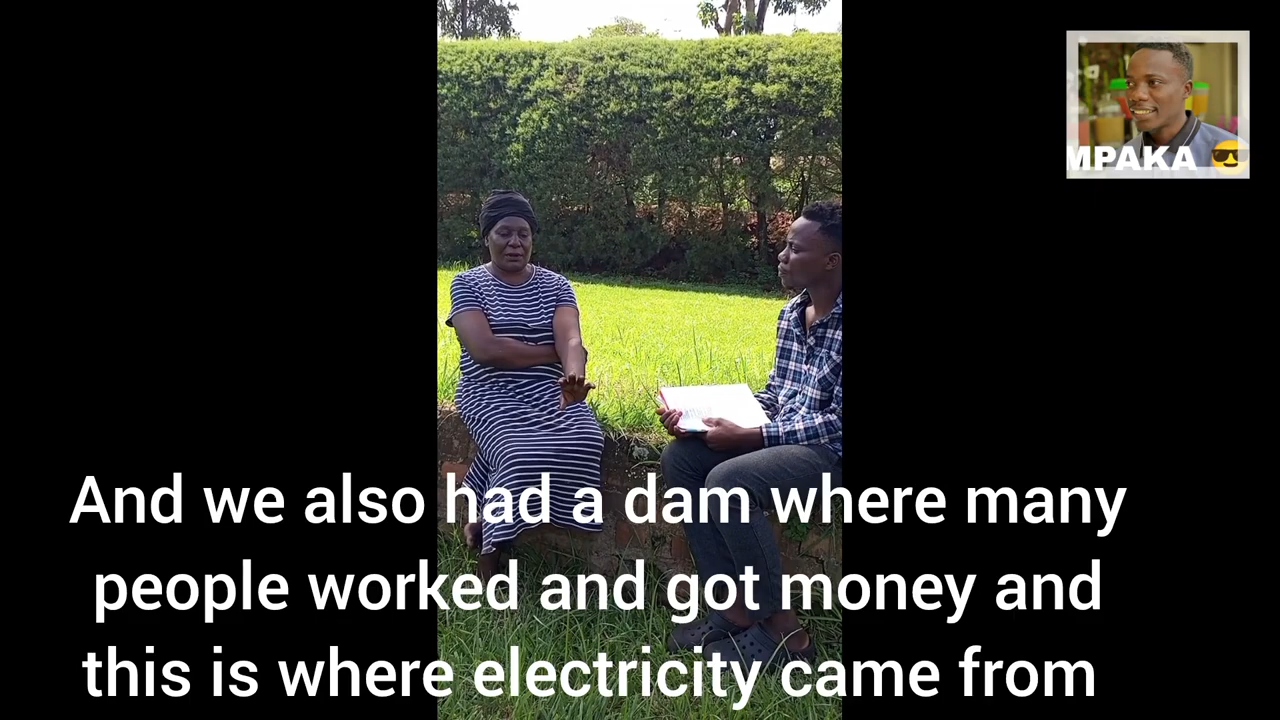 MPAKA 😎
And we also had a dam where many
people worked and got money and
this is where electricity came from